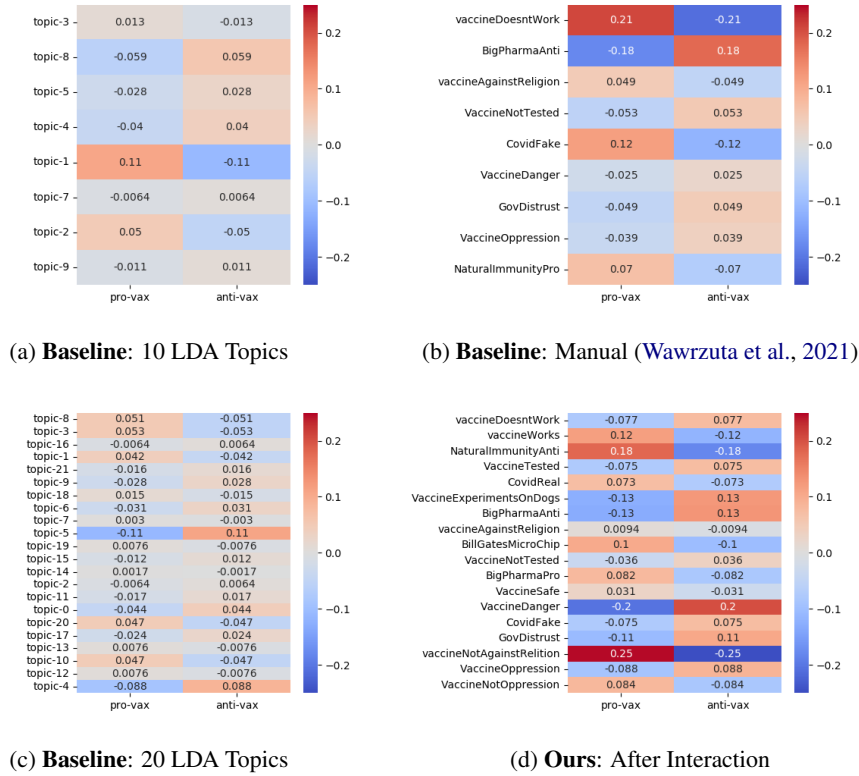 topic-3 0.013 -0.013
topic-8 -0.059 0.059
topic-5 -0.028 0.028
topic-4 -0.04 0.04
topic-1 0.11 -0.11
topic-7 -0.0064 0.0064
topic-2 0.05 -0.05
topic-9 -0.011 0.011
pro-vax anti-vax
0.2
0.1
0.0
-0.1
-0.2
(a) Baseline: 10 LDA Topics
vaccineDoesntWork 0.21 -0.21
BigPharmaAnti -0.18 0.18
vaccineAgainstReligion 0.049 -0.049
VaccineNotTested -0.053 0.053
CovidFake 0.12 -0.12
VaccineDanger -0.025 0.025
GovDistrust -0.049 0.049
VaccineOppression -0.039 0.039
NaturalImmunityPro 0.07 -0.07
pro-vax anti-vax
0.2
0.1
0.0
-0.1
-0.2
(b) Baseline: Manual (Wawrzuta et al., 2021)
topic-8 0.051 -0.051
topic-3 0.053 -0.053
topic-16 -0.0064 0.0064
topic-1 0.042 -0.042
topic-21 -0.016 0.016
topic-9 -0.028 0.028
topic-18 0.015 -0.015
topic-6 -0.031 0.031
topic-7 0.003 -0.003
topic-5 -0.11 0.11
topic-19 0.0076 -0.0076
topic-15 -0.012 0.012
topic-14 0.0017 -0.0017
topic-2 -0.0064 0.0064
topic-11 -0.017 0.017
topic-0 -0.044 0.044
topic-20 0.047 -0.047
topic-17 -0.024 0.024
topic-13 0.0076 -0.0076
topic-10 0.047 -0.047
topic-12 0.0076 -0.0076
topic-4 -0.088 0.088
pro-vax anti-vax
0.2
0.1
0.0
-0.1
-0.2
(c) Baseline: 20 LDA Topics
vaccineDoesntWork -0.077 0.077
vaccineWorks 0.12 -0.12
NaturalImmunityAnti 0.18 -0.18
VaccineTested -0.075 0.075
CovidReal 0.073 -0.073
VaccineExperimentsOnDogs -0.13 0.13
BigPharmaAnti -0.13 0.13
vaccineAgainstReligion 0.0094 -0.0094
BillGatesMicroChip 0.1 -0.1
VaccineNotTested -0.036 0.036
BigPharmaPro 0.082 -0.082
VaccineSafe 0.031 -0.031
VaccineDanger -0.2 0.2
CovidFake -0.075 0.075
GovDistrust -0.11 0.11
vaccineNotAgainstRelition 0.25 -0.25
VaccineOppression -0.088 0.088
VaccineNotOppression 0.084 -0.084
pro-vax anti-vax
0.2
0.1
0.0
-0.1
-0.2
(d) Ours: After Interaction